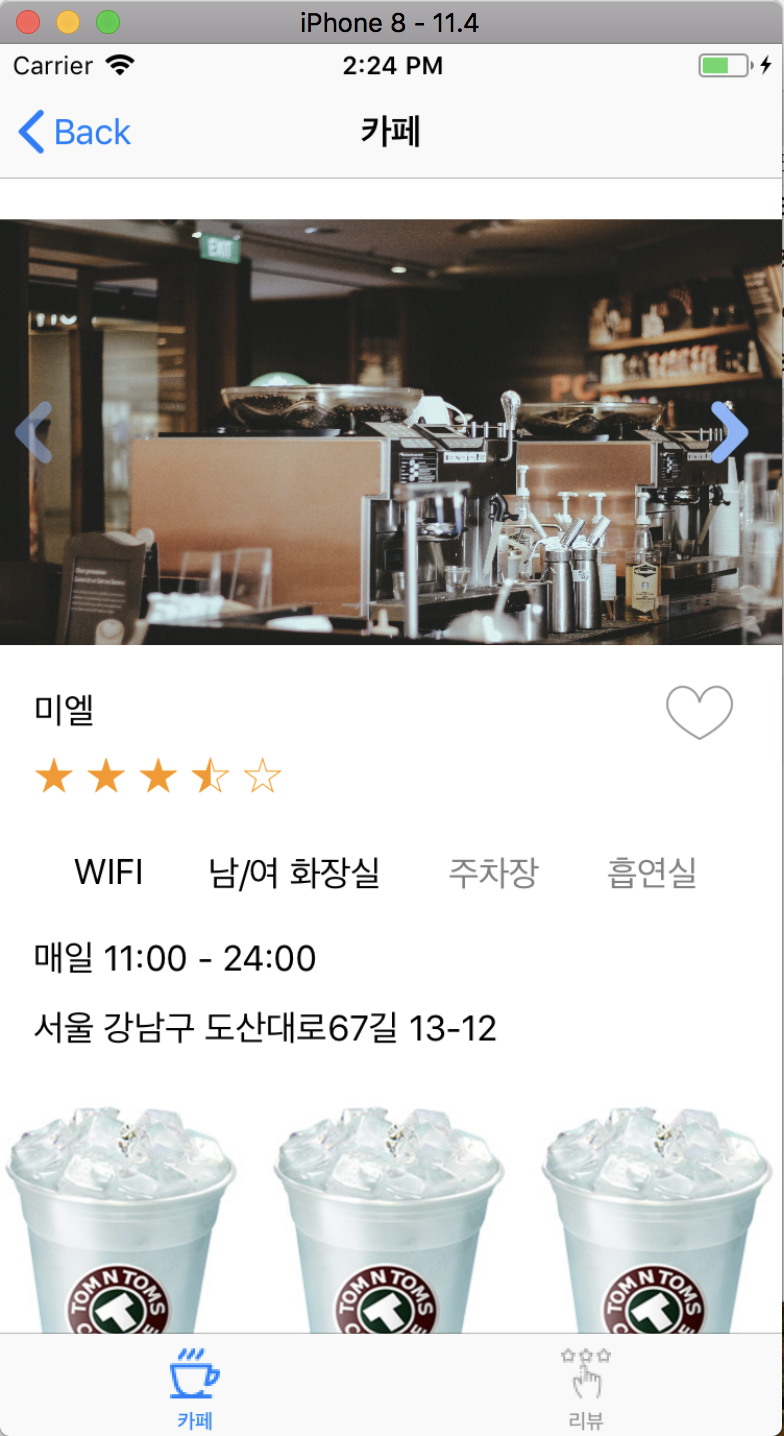 iPhone 8 - 11.4
Carrier 2:24 PM
Back 카페
EXIT
미엘
WIFI 남/여 화장실 주차장 흡연실
매일 11:00 - 24:00
서울 강남구 도산대로67길 13-12
TOM N TOMS TOM N TOMS TOM N TOMS
카페 리뷰